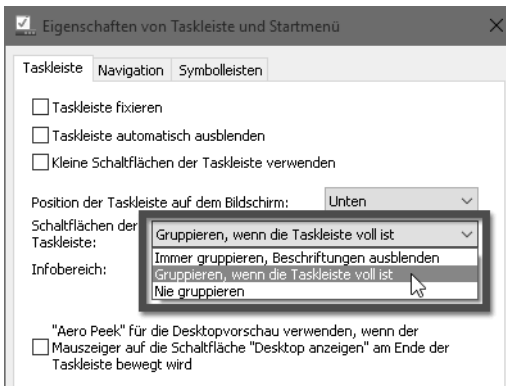 Eigenschaften von Taskleiste und Startmenü
Taskleiste Navigation Symbolleisten
Taskleiste fixieren
Taskleiste automatisch ausblenden
Kleine Schaltflächen der Taskleiste verwenden
Position der Taskleiste auf dem Bildschirm: Unten
Schaltflächen der
Taskleiste:
Gruppieren, wenn die Taskleiste voll ist
Immer gruppieren, Beschriftungen ausblenden
Gruppieren, wenn die Taskleiste voll ist
Nie gruppieren
Infobereich:
"Aero Peek" für die Desktopvorschau verwenden, wenn der
Mauszeiger auf die Schaltfläche "Desktop anzeigen" am Ende der
Taskleiste bewegt wird